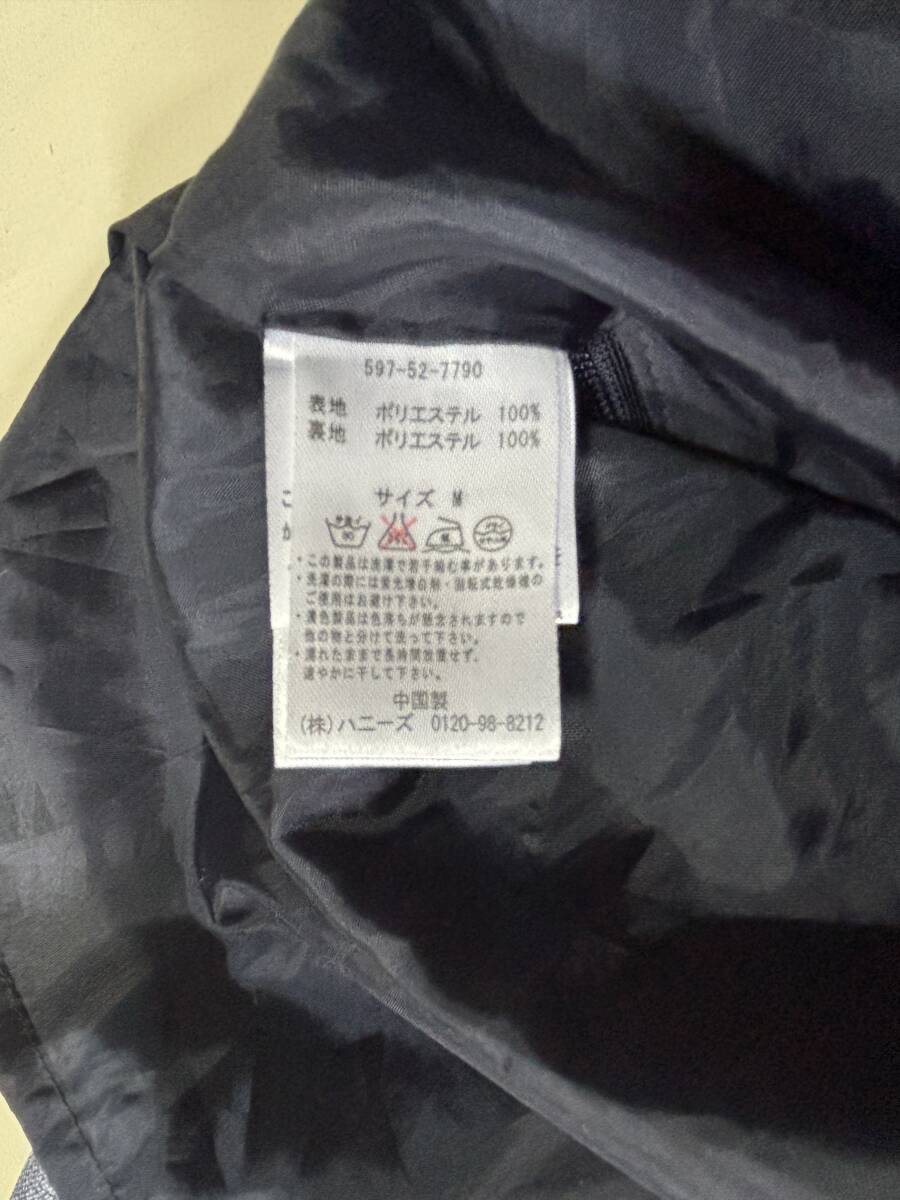 597-52-7790
表地 ポリエステル 100%
裏地 ポリエステル 100%
サイズ M
・この製品は洗濯で若干縮む事があります。
・洗濯の際には蛍光増白剤・回転式乾燥機の
ご使用はお避け下さい。
・濃色製品は色落ちが懸念されますので
他の物と分けて洗って下さい。
・濡れたままで長時間放置せず、
速やかに干して下さい。
中国製
(株)ハニーズ 0120-98-8212
こ
か